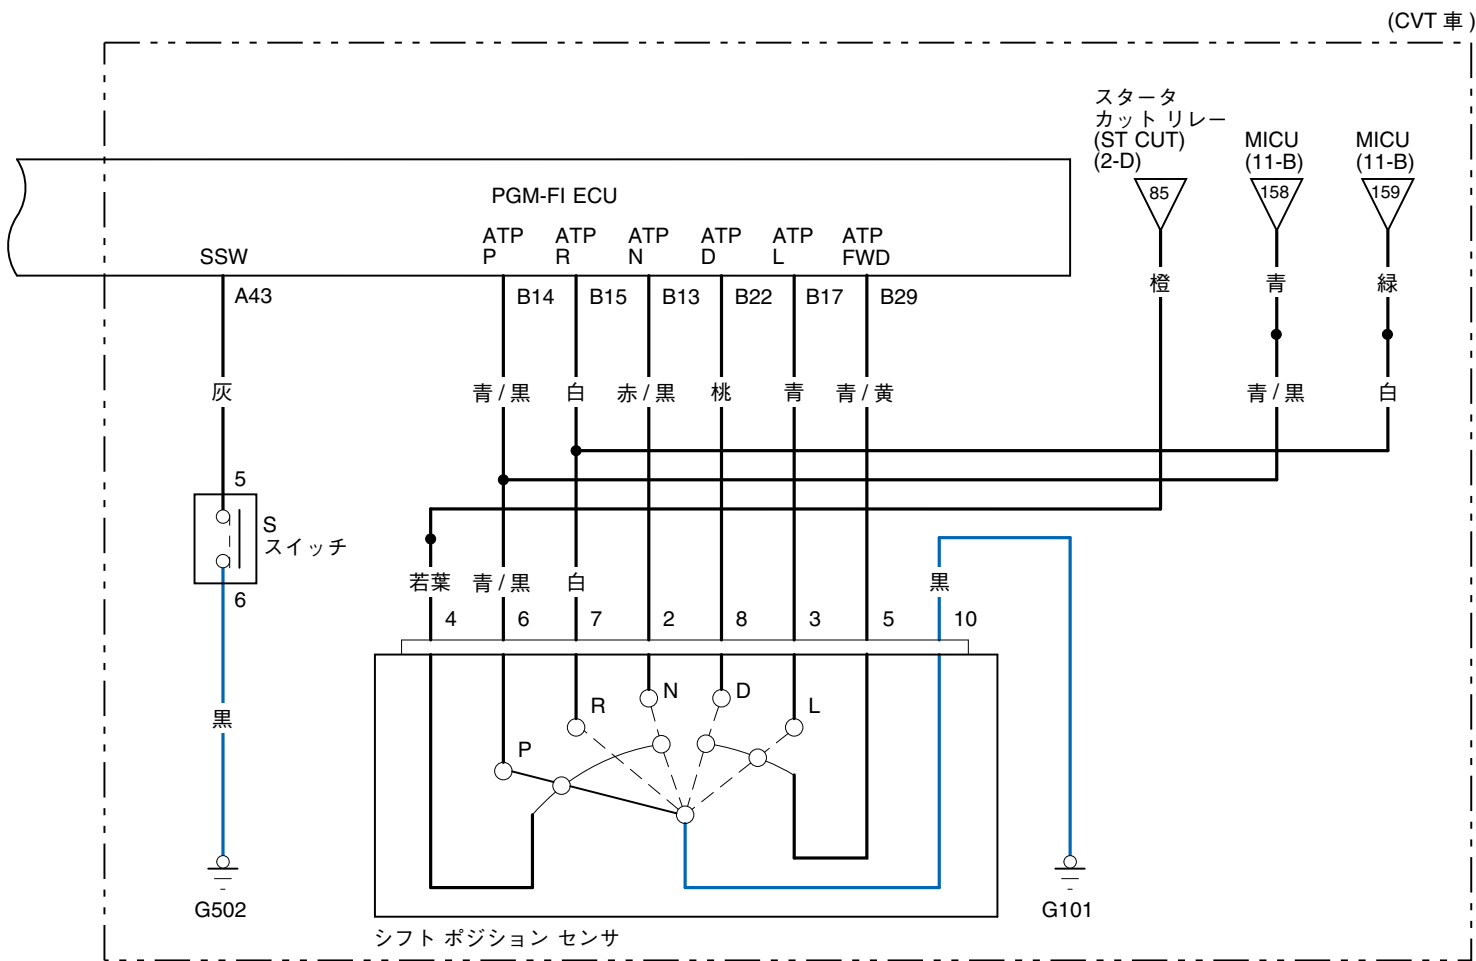 (CVT 車)
スタータ
カット リレー
(ST CUT)
(2-D)
MICU
(11-B)
MICU
(11-B)
85
158
159
PGM-FI ECU
SSW
ATP
P
ATP
R
ATP
N
ATP
D
ATP
L
ATP
FWD
A43
B14
B15
B13
B22
B17
B29
橙
青
緑
灰
青 / 黒
白
赤 / 黒
桃
青
青 / 黄
青 / 黒
白
5
S
スイッチ
6
若葉
青 / 黒
白
黒
4
6
7
2
8
3
5
10
P
R
N
D
L
黒
G502
G101
シフト ポジション センサ